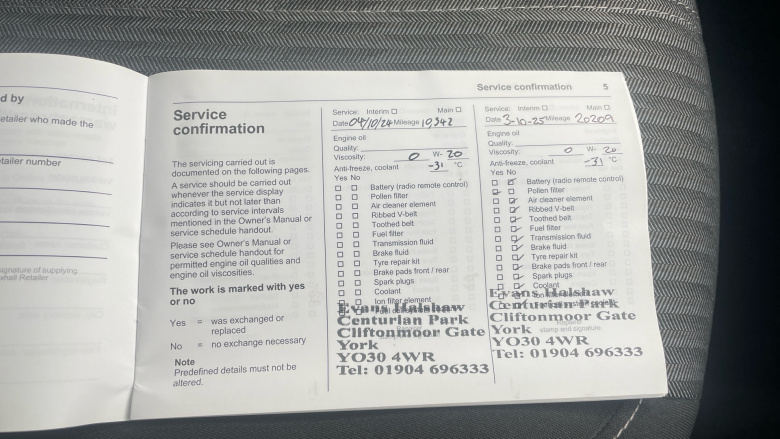 d by
etailer who made the
tailer number
ignature of supplying
xhall Retailer
Service confirmation 5
Service
confirmation
The servicing carried out is
documented on the following pages.
A service should be carried out
whenever the service display
indicates it but not later than
according to service intervals
mentioned in the Owner's Manual or
service schedule handout.
Please see Owner's Manual or
service schedule handout for
permitted engine oil qualities and
engine oil viscosities.
The work is marked with yes
or no
Yes = was exchanged or
replaced
No = no exchange necessary
Note
Predefined details must not be
altered.
Service: Interim ☐ Main ☐
Date 04/10/24 Mileage 19342
Engine oil
Quality:
Viscosity: 0 W- 20
Anti-freeze, coolant -31 °C
Yes No
Battery (radio remote control)
Pollen filter
Air cleaner element
Ribbed V-belt
Toothed belt
Fuel filter
Transmission fluid
Brake fluid
Tyre repair kit
Brake pads front / rear
Spark plugs
Coolant
Ion filter element
Evans Halshaw
Centurian Park
Cliftonmoor Gate
York
YO30 4WR
Tel: 01904 696333
Service: Interim ☐ Main ☐
Date 3-10-25 Mileage 20209
Engine oil
Quality:
Viscosity: 0 W- 20
Anti-freeze, coolant -31 °C
Yes No
Battery (radio remote control)
Pollen filter
Air cleaner element
Ribbed V-belt
Toothed belt
Fuel filter
Transmission fluid
Brake fluid
Tyre repair kit
Brake pads front / rear
Spark plugs
Coolant
Evans Halshaw
Centurian Park
Cliftonmoor Gate
York stamp and signature
YO30 4WR
Tel: 01904 696333